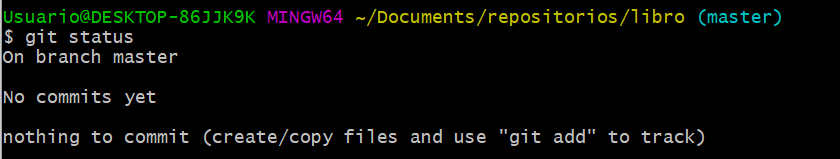 Usuario@DESKTOP-86JJK9K MINGW64 ~/Documents/repositorios/libro (master)
$ git status
On branch master
No commits yet
nothing to commit (create/copy files and use "git add" to track)